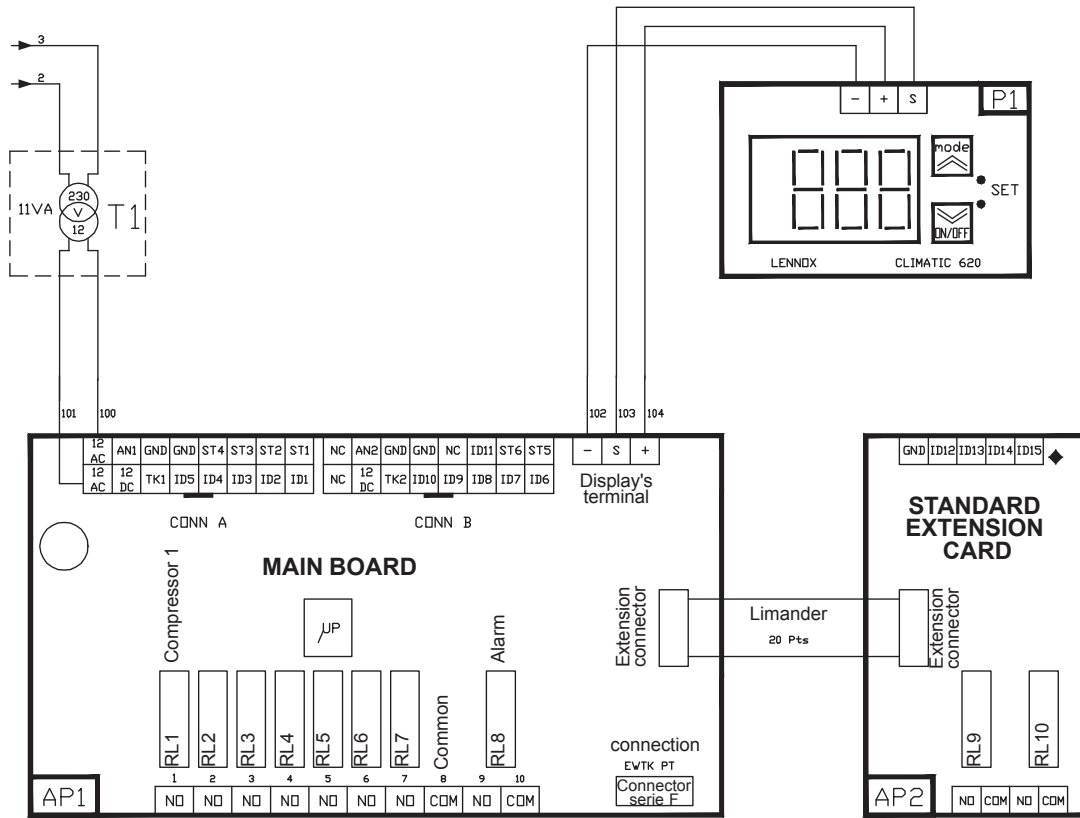 3
2
- + S P1
mode
SET
ON/OFF
LENNOX CLIMATIC 620
11VA
230
V
12
T1
101 100 102 103 104
12 AC AN1 GND GND ST4 ST3 ST2 ST1 NC AN2 GND GND NC ID11 ST6 ST5 - S +
12 AC 12 DC TK1 ID5 ID4 ID3 ID2 ID1 NC 12 DC TK2 ID10 ID9 ID8 ID7 ID6
Display's
terminal
CONN A CONN B
GND ID12 ID13 ID14 ID15
STANDARD
EXTENSION
CARD
MAIN BOARD
µP
Compressor 1
Common
Alarm
Extension
connector
Limander
20 Pts
Extension
connector
RL1 RL2 RL3 RL4 RL5 RL6 RL7 RL8 RL9 RL10
connection
EWTK PT
Connector
serie F
1 2 3 4 5 6 7 8 9 10
AP1 NO NO NO NO NO NO NO COM NO COM
AP2 NO COM NO COM